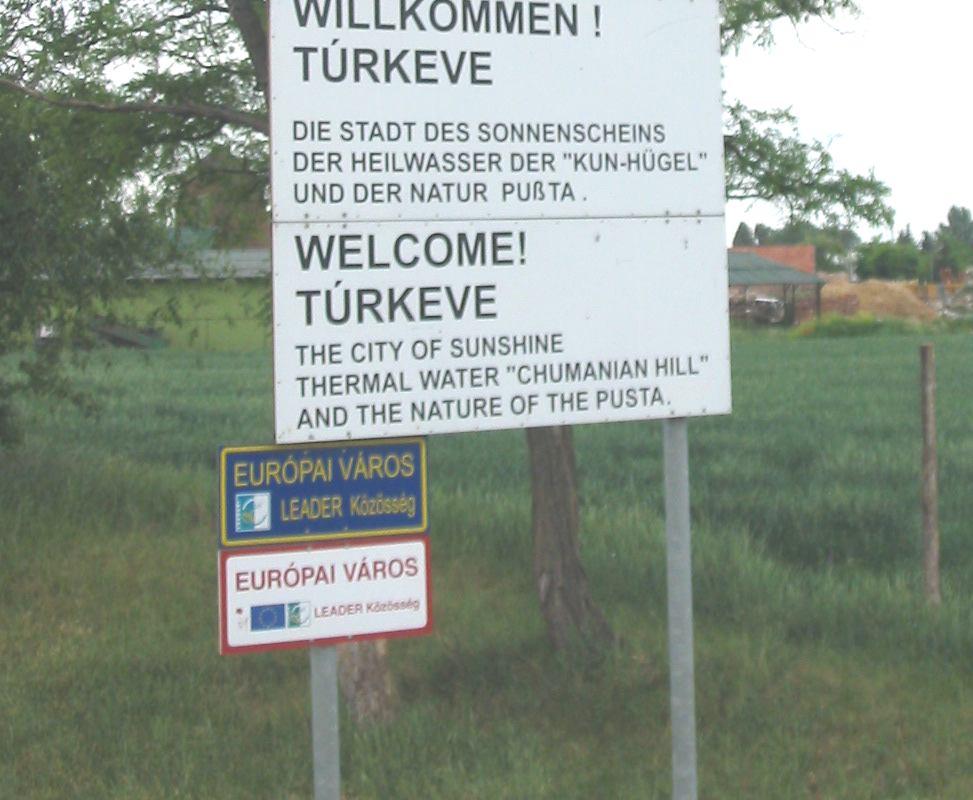 WILLKOMMEN !
TÚRKEVE
DIE STADT DES SONNENSCHEINS
DER HEILWASSER DER "KUN-HÜGEL"
UND DER NATUR PUßTA .
WELCOME!
TÚRKEVE
THE CITY OF SUNSHINE
THERMAL WATER "CHUMANIAN HILL"
AND THE NATURE OF THE PUSTA.
EURÓPAI VÁROS
LEADER Közösség
EURÓPAI VÁROS
LEADER Közösség